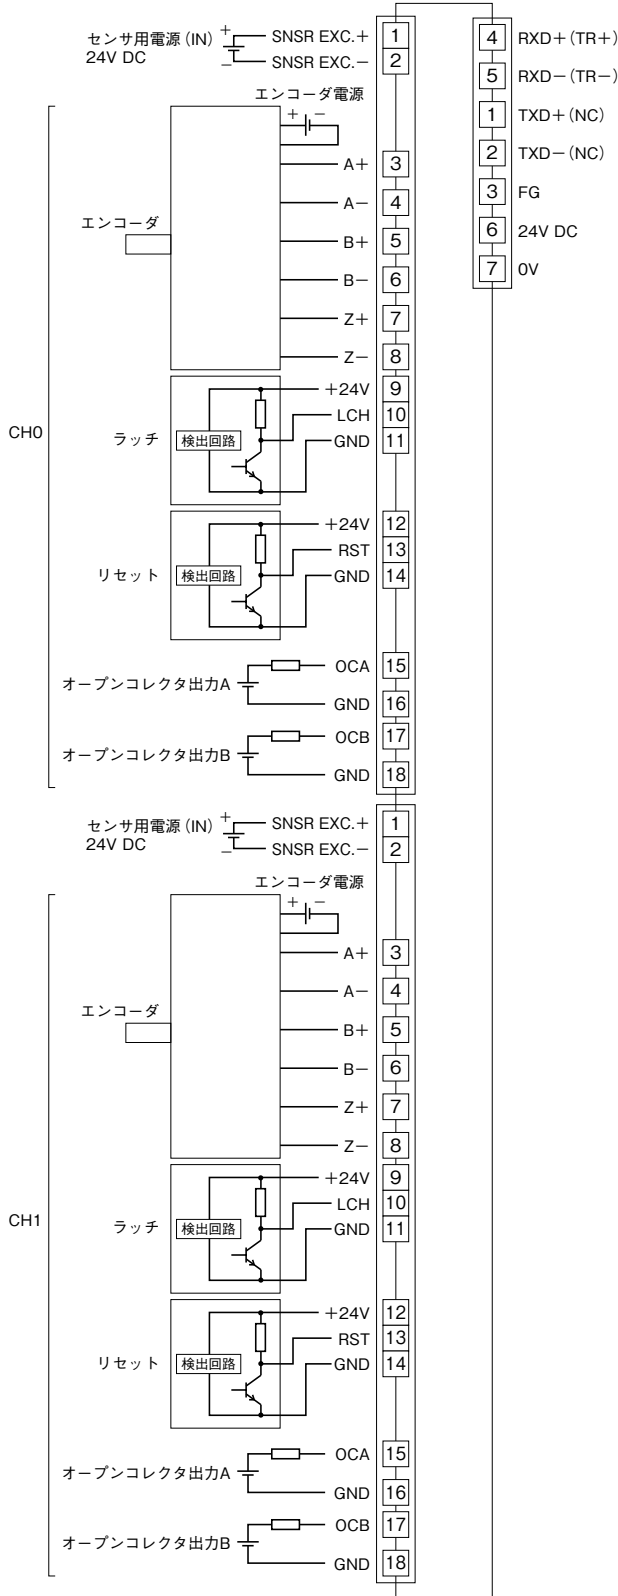 センサ用電源（IN）
24V DC
+
−
SNSR EXC.+
1
SNSR EXC.−
2
4
RXD+（TR+）
5
RXD−（TR−）
1
TXD+（NC）
2
TXD−（NC）
3
FG
6
24V DC
7
0V
CH0
エンコーダ電源
+
−
エンコーダ
A+
3
A−
4
B+
5
B−
6
Z+
7
Z−
8
ラッチ
検出回路
+24V
9
LCH
10
GND
11
リセット
検出回路
+24V
12
RST
13
GND
14
オープンコレクタ出力A
OCA
15
GND
16
オープンコレクタ出力B
OCB
17
GND
18
センサ用電源（IN）
24V DC
+
−
SNSR EXC.+
1
SNSR EXC.−
2
CH1
エンコーダ電源
+
−
エンコーダ
A+
3
A−
4
B+
5
B−
6
Z+
7
Z−
8
ラッチ
検出回路
+24V
9
LCH
10
GND
11
リセット
検出回路
+24V
12
RST
13
GND
14
オープンコレクタ出力A
OCA
15
GND
16
オープンコレクタ出力B
OCB
17
GND
18